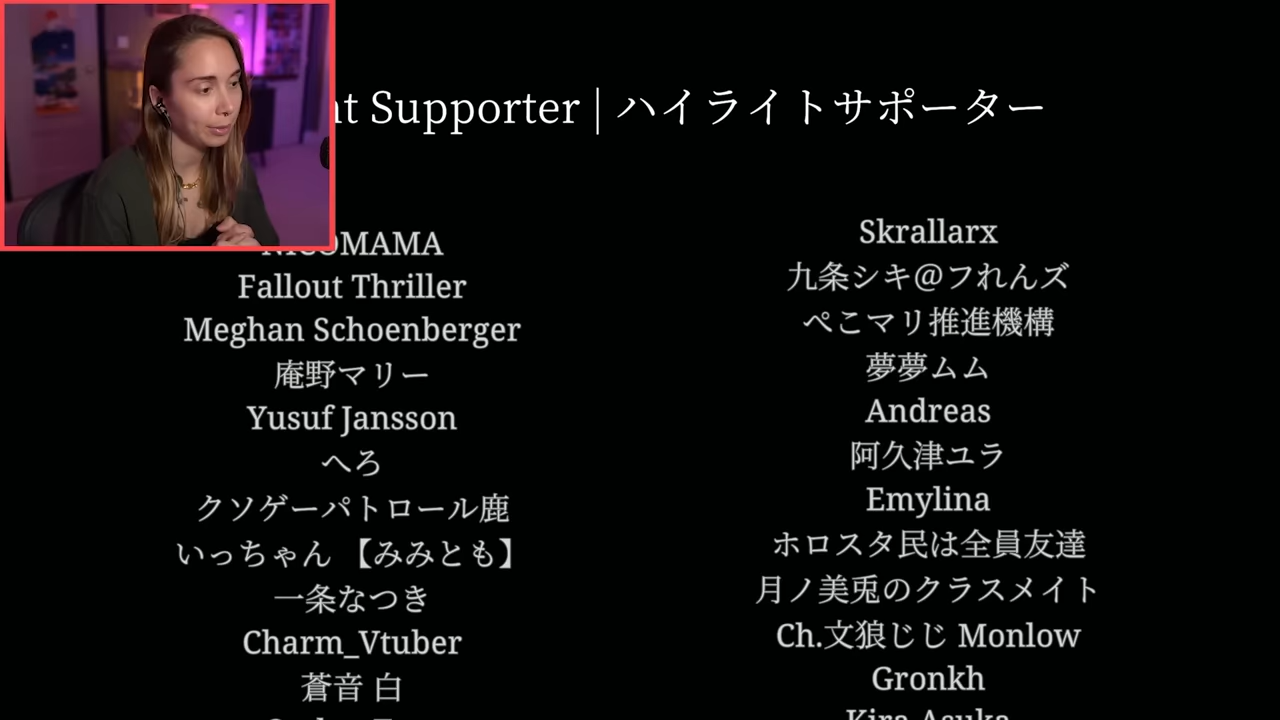 Supporter | ハイライトサポーター
NICOMAMA
Fallout Thriller
Meghan Schoenberger
庵野マリー
Yusuf Jansson
へろ
クソゲーパトロール鹿
いっちゃん 【みみとも】
一条なつき
Charm_Vtuber
蒼音 白
Skrallarx
九条シキ@フれんズ
ぺこマリ推進機構
夢夢ムム
Andreas
阿久津ユラ
Emylina
ホロスタ民は全員友達
月ノ美兎のクラスメイト
Ch.文狼じじ Monlow
Gronkh
Kira Asuka